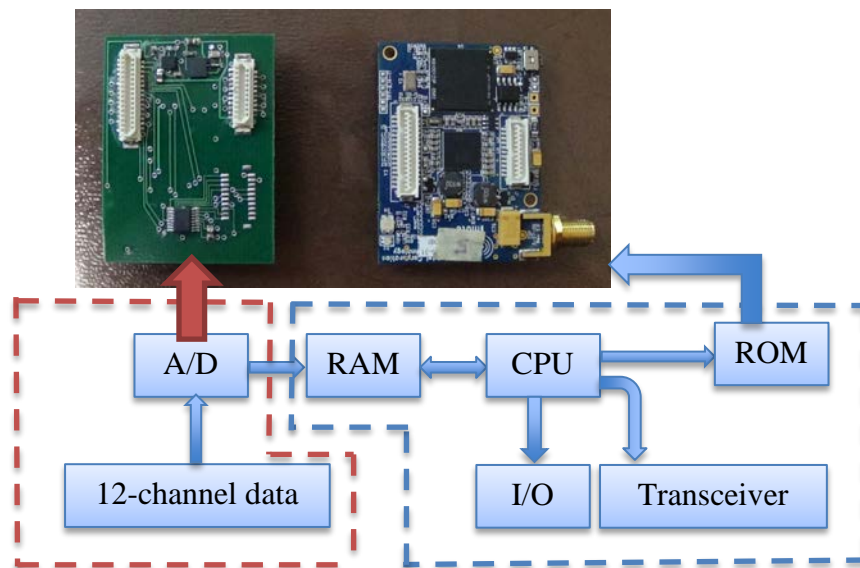 A/D
RAM
CPU
ROM
12-channel data
I/O
Transceiver